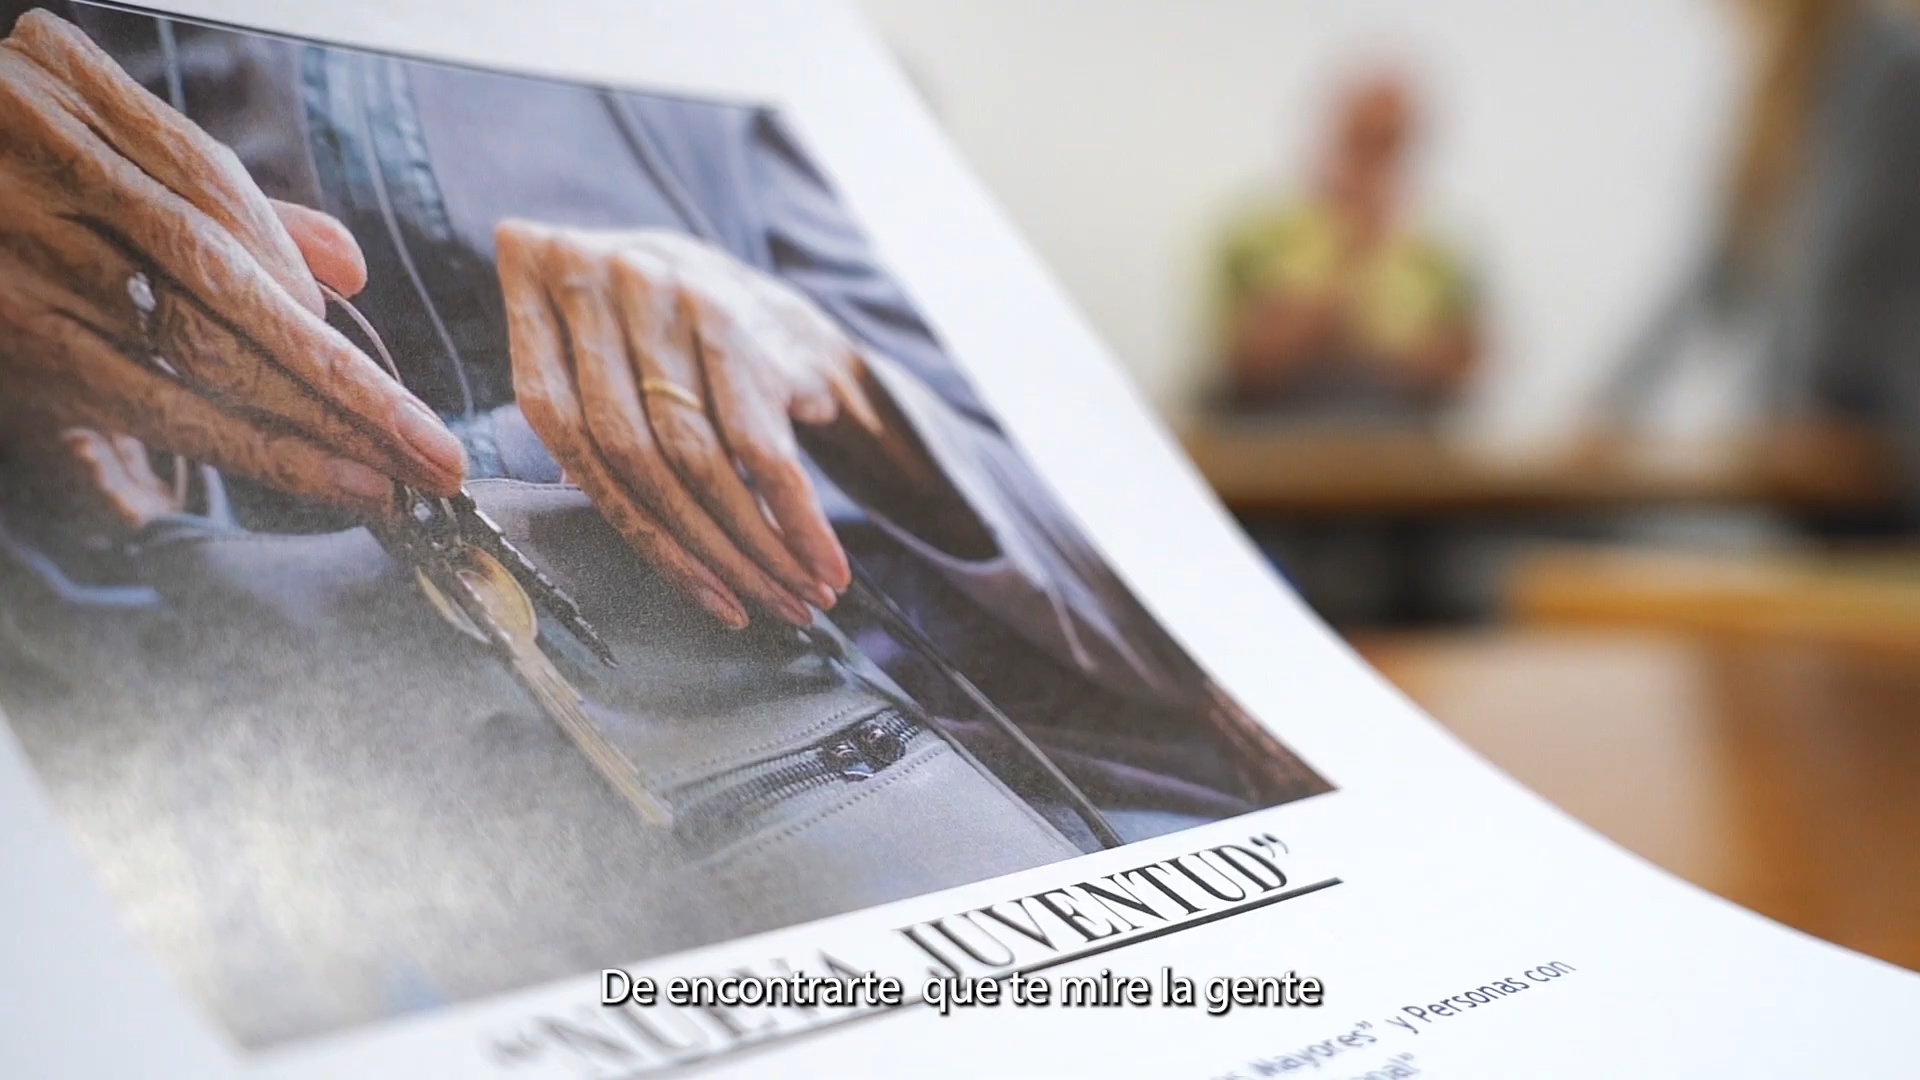 “NUEVA JUVENTUD”
Mayores” y Personas con
De encontrarte que te mire la gente